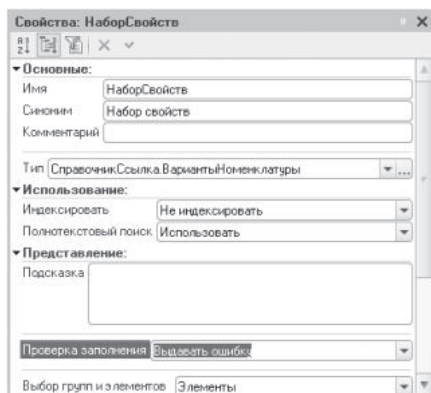 Свойства: НаборСвойств
Основные:
Имя НаборСвойств
Синоним Набор свойств
Комментарий
Тип СправочникСсылка.ВариантыНоменклатуры ...
Использование:
Индексировать Не индексировать
Полнотекстовый поиск Использовать
Представление:
Подсказка
Проверка заполнения Выдавать ошибку
Выбор групп и элементов Элементы